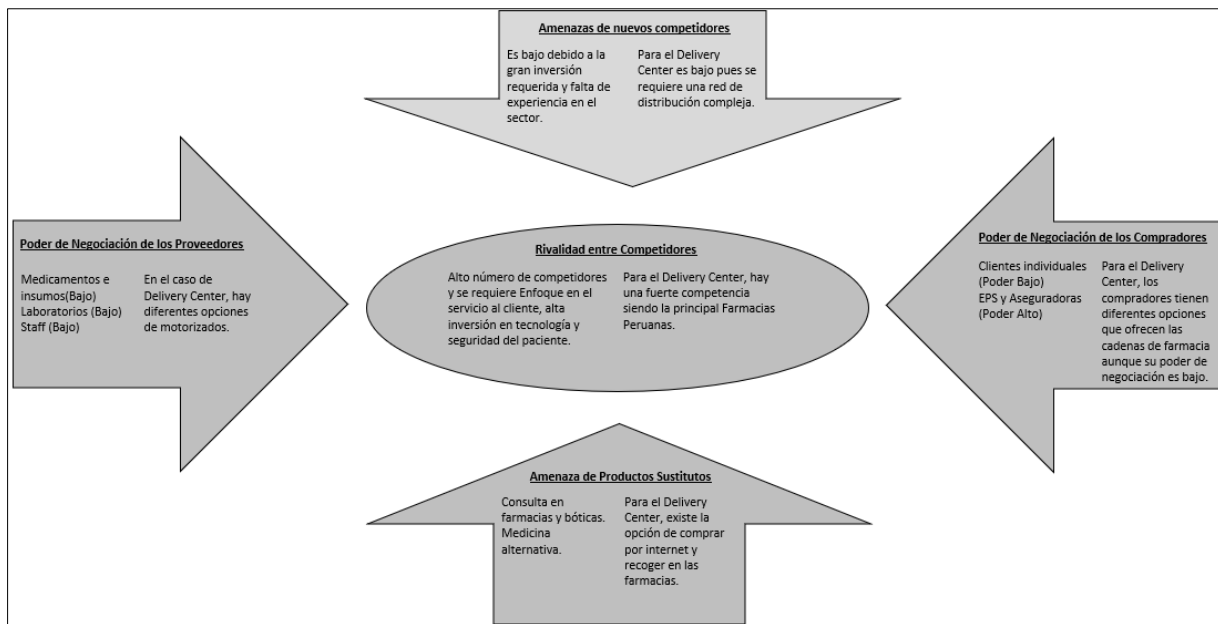 Amenazas de nuevos competidores
Es bajo debido a la
gran inversión
requerida y falta de
experiencia en el
sector.
Para el Delivery
Center es bajo pues se
requiere una red de
distribución compleja.
Poder de Negociación de los Proveedores
Medicamentos e
insumos(Bajo)
Laboratorios (Bajo)
Staff (Bajo)
En el caso de
Delivery Center, hay
diferentes opciones
de motorizados.
Rivalidad entre Competidores
Alto número de competidores
y se requiere Enfoque en el
servicio al cliente, alta
inversión en tecnología y
seguridad del paciente.
Para el Delivery Center, hay
una fuerte competencia
siendo la principal Farmacias
Peruanas.
Poder de Negociación de los Compradores
Clientes individuales
(Poder Bajo)
EPS y Aseguradoras
(Poder Alto)
Para el Delivery
Center, los
compradores tienen
diferentes opciones
que ofrecen las
cadenas de farmacia
aunque su poder de
negociación es bajo.
Amenaza de Productos Sustitutos
Consulta en
farmacias y bóticas.
Medicina
alternativa.
Para el Delivery
Center, existe la
opción de comprar
por internet y
recoger en las
farmacias.